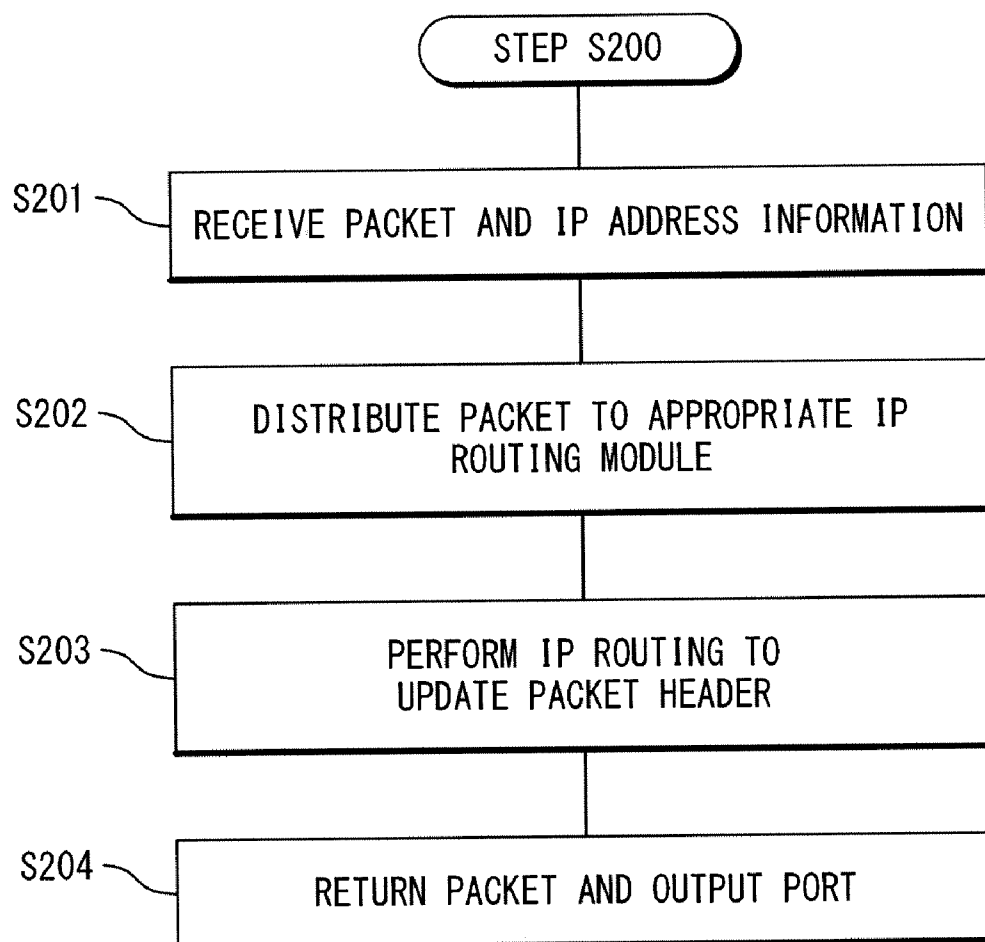 STEP S200
S201
RECEIVE PACKET AND IP ADDRESS INFORMATION
S202
DISTRIBUTE PACKET TO APPROPRIATE IP
ROUTING MODULE
S203
PERFORM IP ROUTING TO
UPDATE PACKET HEADER
S204
RETURN PACKET AND OUTPUT PORT